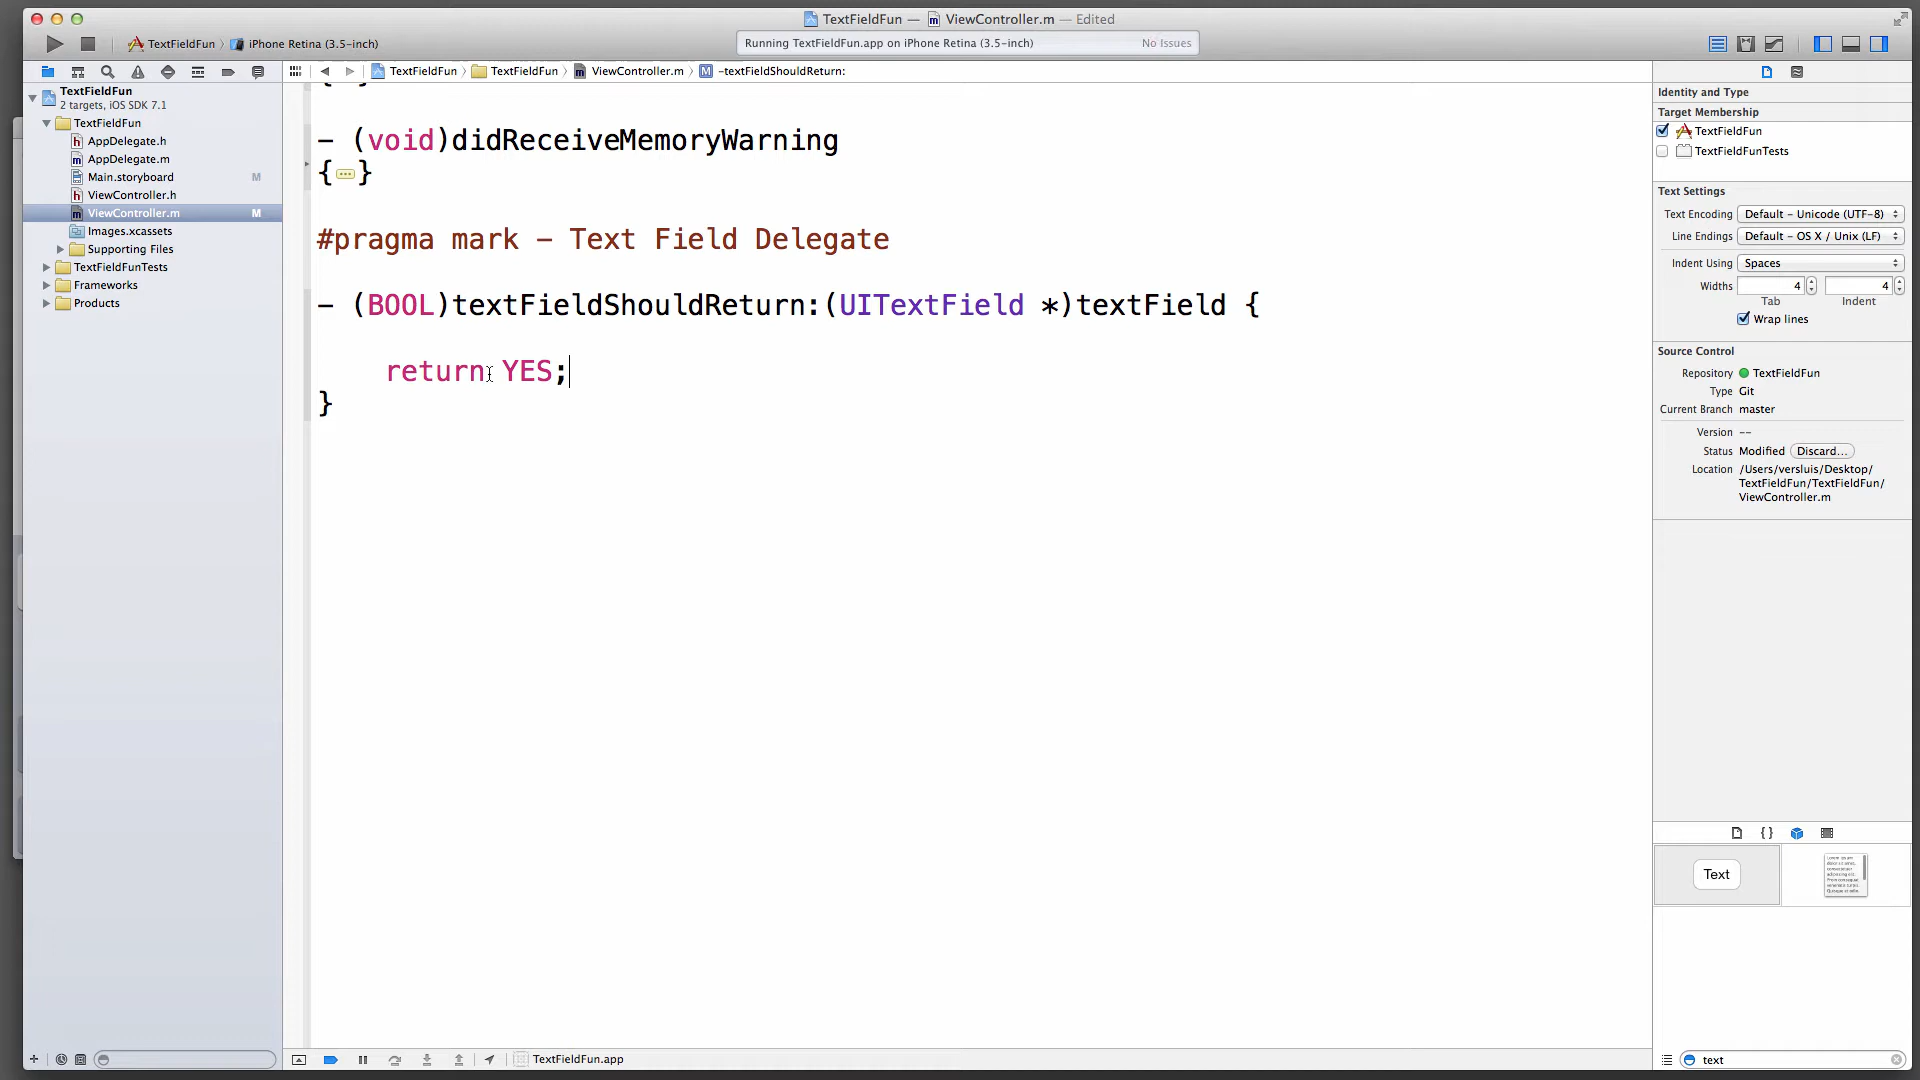 TextFieldFun — ViewController.m — Edited
TextFieldFun 〉 iPhone Retina (3.5-inch)
Running TextFieldFun.app on iPhone Retina (3.5-inch) No Issues
TextFieldFun 〉 TextFieldFun 〉 ViewController.m 〉 M -textFieldShouldReturn:
TextFieldFun
2 targets, iOS SDK 7.1
TextFieldFun
h AppDelegate.h
m AppDelegate.m
Main.storyboard M
h ViewController.h
m ViewController.m M
Images.xcassets
Supporting Files
TextFieldFunTests
Frameworks
Products
- (void)didReceiveMemoryWarning
{...}
#pragma mark - Text Field Delegate
- (BOOL)textFieldShouldReturn:(UITextField *)textField {
return YES;
}
Identity and Type
Target Membership
TextFieldFun
TextFieldFunTests
Text Settings
Text Encoding Default - Unicode (UTF-8)
Line Endings Default - OS X / Unix (LF)
Indent Using Spaces
Widths 4 4
Tab Indent
Wrap lines
Source Control
Repository TextFieldFun
Type Git
Current Branch master
Version --
Status Modified Discard...
Location /Users/versluis/Desktop/
TextFieldFun/TextFieldFun/
ViewController.m
{ }
Text
TextFieldFun.app
text